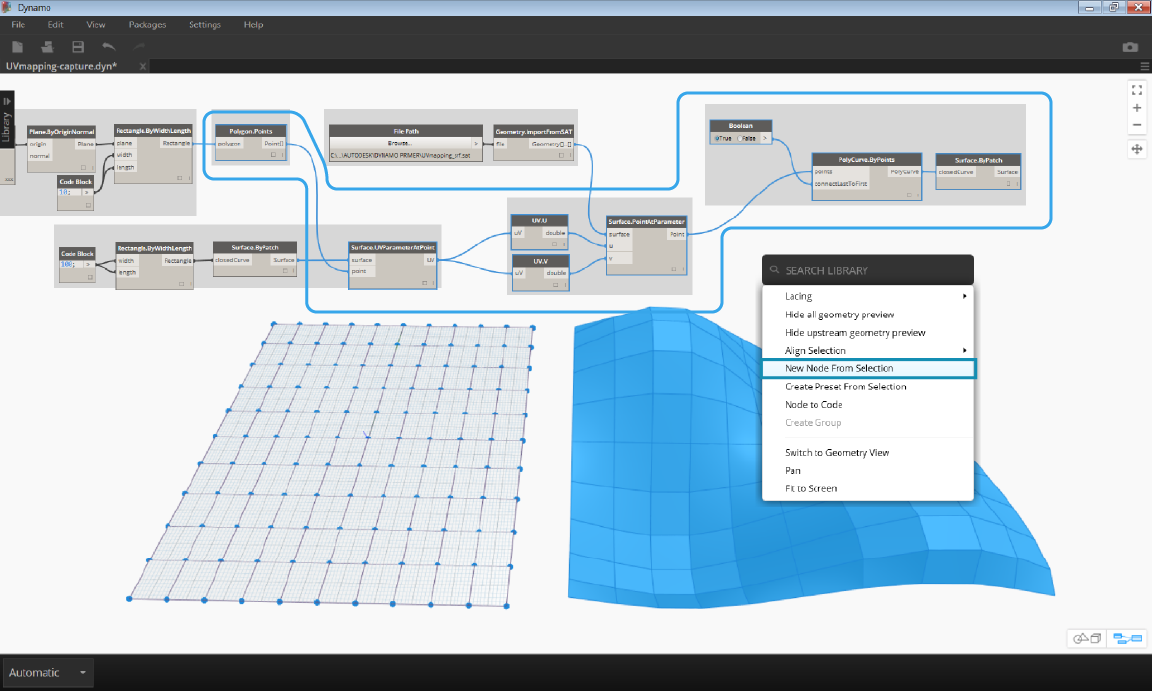 Dynamo
File Edit View Packages Settings Help
UVmapping-capture.dyn* X
Library
Plane.ByOriginNormal
origin Plane
normal
Code Block
10; >
Rectangle.ByWidthLength
plane Rectangle
width
length
Polygon.Points
polygon Point[]
File Path
Browse... >
Geometry.ImportFromSAT
file Geometry[]..[]
Boolean
True False >
PolyCurve.ByPoints
points PolyCurve
connectLastToFirst
Surface.ByPatch
closedCurve Surface
Code Block
100; >
Rectangle.ByWidthLength
width Rectangle
length
Surface.ByPatch
closedCurve Surface
Surface.UVParameterAtPoint
surface UV
point
UV.U
uV double
UV.V
uV double
Surface.PointAtParameter
surface Point
u
v
SEARCH LIBRARY
Lacing
Hide all geometry preview
Hide upstream geometry preview
Align Selection
New Node From Selection
Create Preset From Selection
Node to Code
Create Group
Switch to Geometry View
Pan
Fit to Screen
Automatic